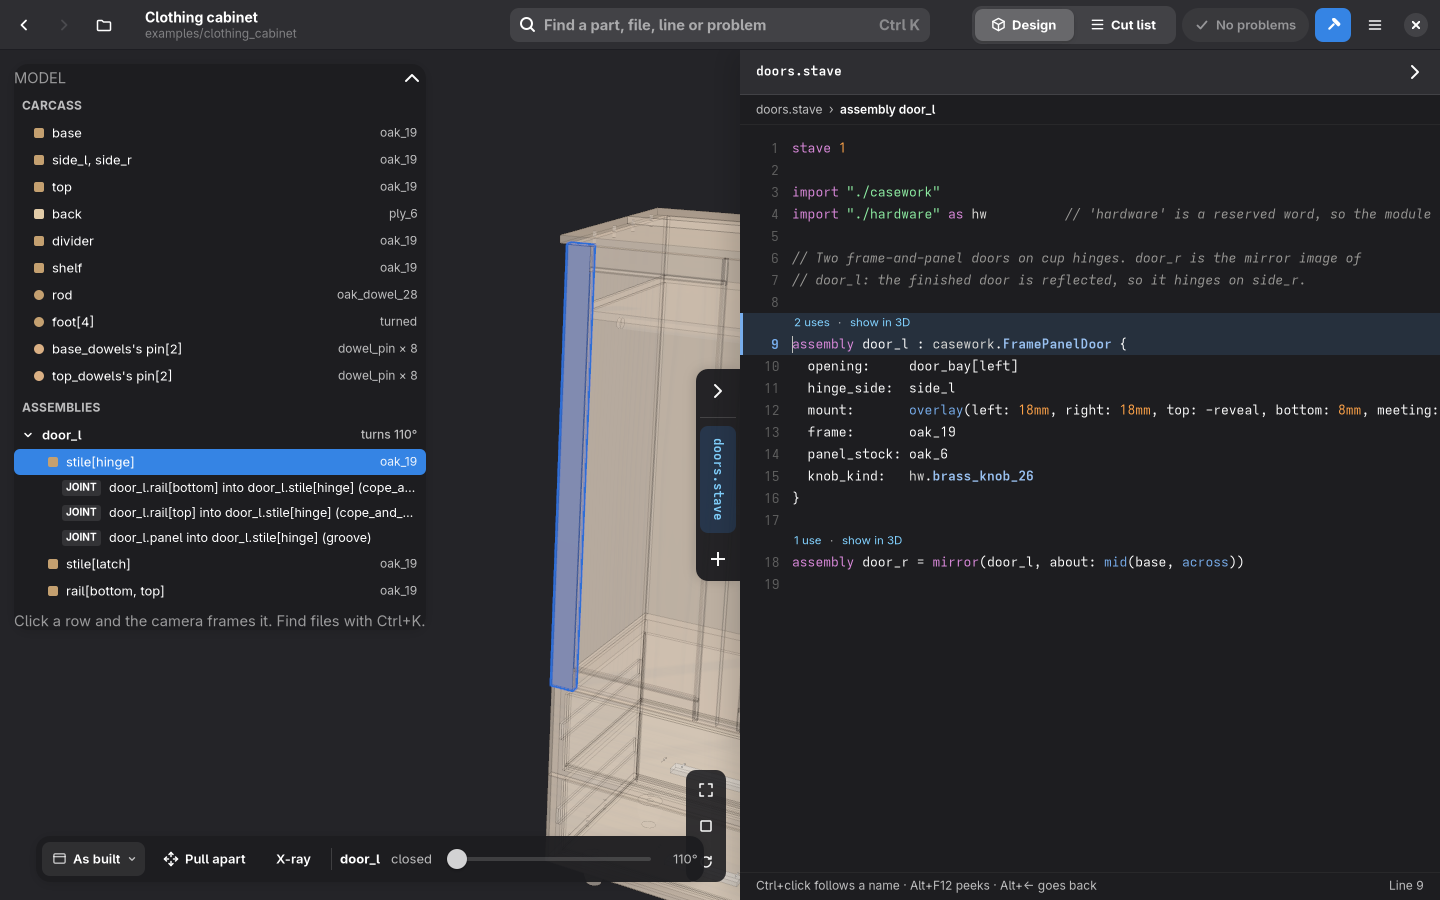 Clothing cabinet
examples/clothing_cabinet
Find a part, file, line or problem Ctrl K
Design
Cut list
No problems
MODEL
CARCASS
base oak_19
side_l, side_r oak_19
top oak_19
back ply_6
divider oak_19
shelf oak_19
rod oak_dowel_28
foot[4] turned
base_dowels's pin[2] dowel_pin × 8
top_dowels's pin[2] dowel_pin × 8
ASSEMBLIES
door_l turns 110°
stile[hinge] oak_19
JOINT door_l.rail[bottom] into door_l.stile[hinge] (cope_a...
JOINT door_l.rail[top] into door_l.stile[hinge] (cope_and_...
JOINT door_l.panel into door_l.stile[hinge] (groove)
stile[latch] oak_19
rail[bottom, top] oak_19
Click a row and the camera frames it. Find files with Ctrl+K.
As built
Pull apart
X-ray
door_l closed 110°
doors.stave
doors.stave
doors.stave › assembly door_l
1 stave 1
2
3 import "./casework"
4 import "./hardware" as hw // 'hardware' is a reserved word, so the module
5
6 // Two frame-and-panel doors on cup hinges. door_r is the mirror image of
7 // door_l: the finished door is reflected, so it hinges on side_r.
8
2 uses · show in 3D
9 assembly door_l : casework.FramePanelDoor {
10 opening: door_bay[left]
11 hinge_side: side_l
12 mount: overlay(left: 18mm, right: 18mm, top: -reveal, bottom: 8mm, meeting:
13 frame: oak_19
14 panel_stock: oak_6
15 knob_kind: hw.brass_knob_26
16 }
17
1 use · show in 3D
18 assembly door_r = mirror(door_l, about: mid(base, across))
19
Ctrl+click follows a name · Alt+F12 peeks · Alt+← goes back Line 9